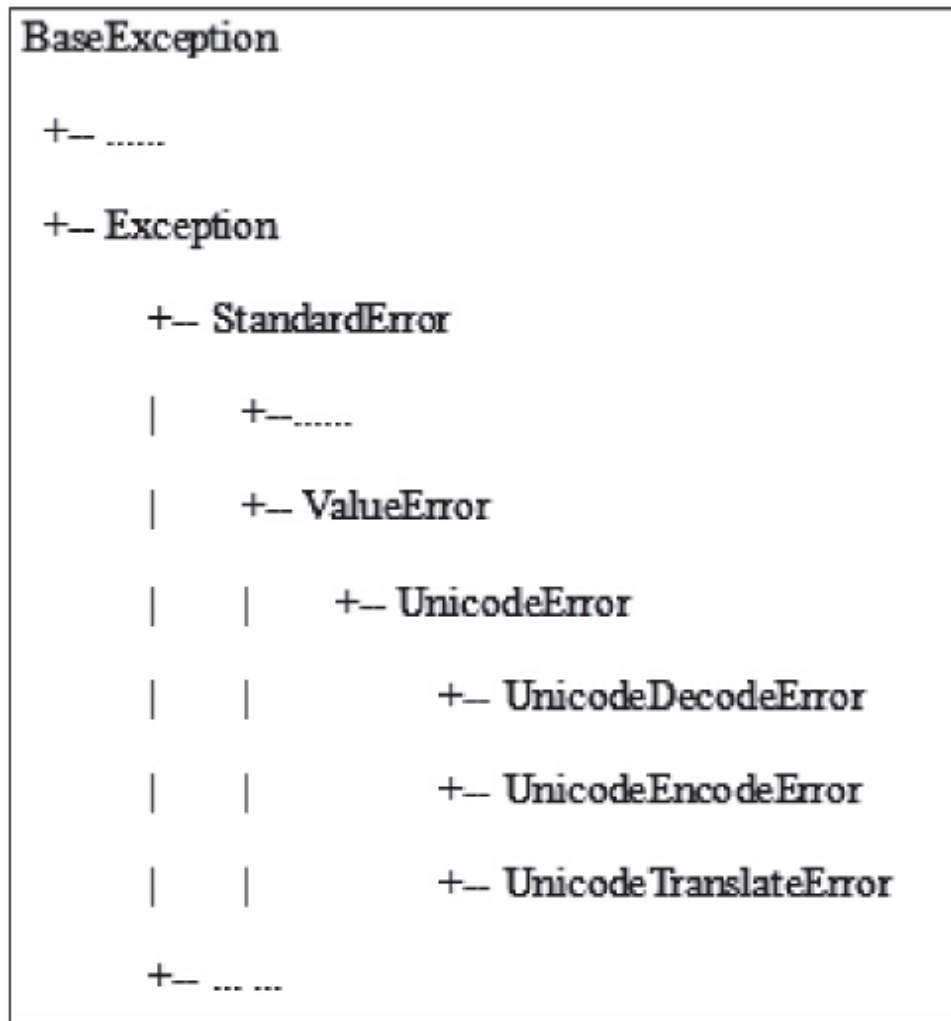 BaseException
+-- ......
+-- Exception
+-- StandardError
| +--......
| +-- ValueError
| | +-- UnicodeError
| | +-- UnicodeDecodeError
| | +-- UnicodeEncodeError
| | +-- UnicodeTranslateError
+-- ... ...